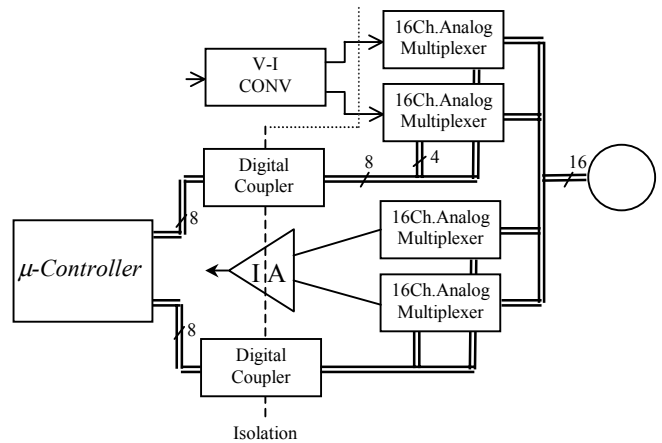 16Ch.Analog
Multiplexer
V-I
CONV
16Ch.Analog
Multiplexer
Digital
Coupler
8
4
16
8
16Ch.Analog
Multiplexer
μ-Controller
I A
16Ch.Analog
Multiplexer
8
Digital
Coupler
Isolation